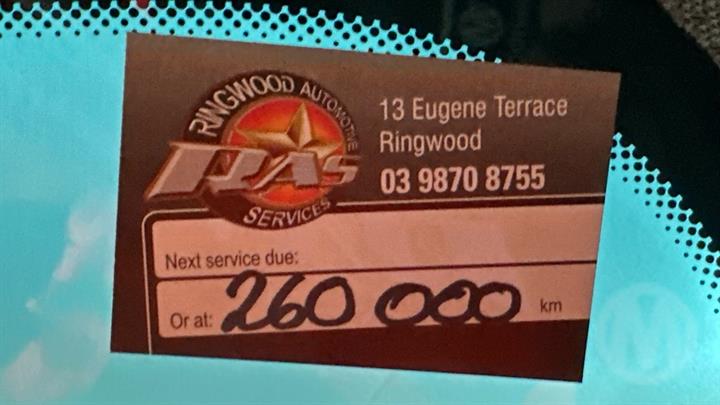 RINGWOOD AUTOMOTIVE
RAS
SERVICES
13 Eugene Terrace
Ringwood
03 9870 8755
Next service due:
Or at: 260 000 km
M